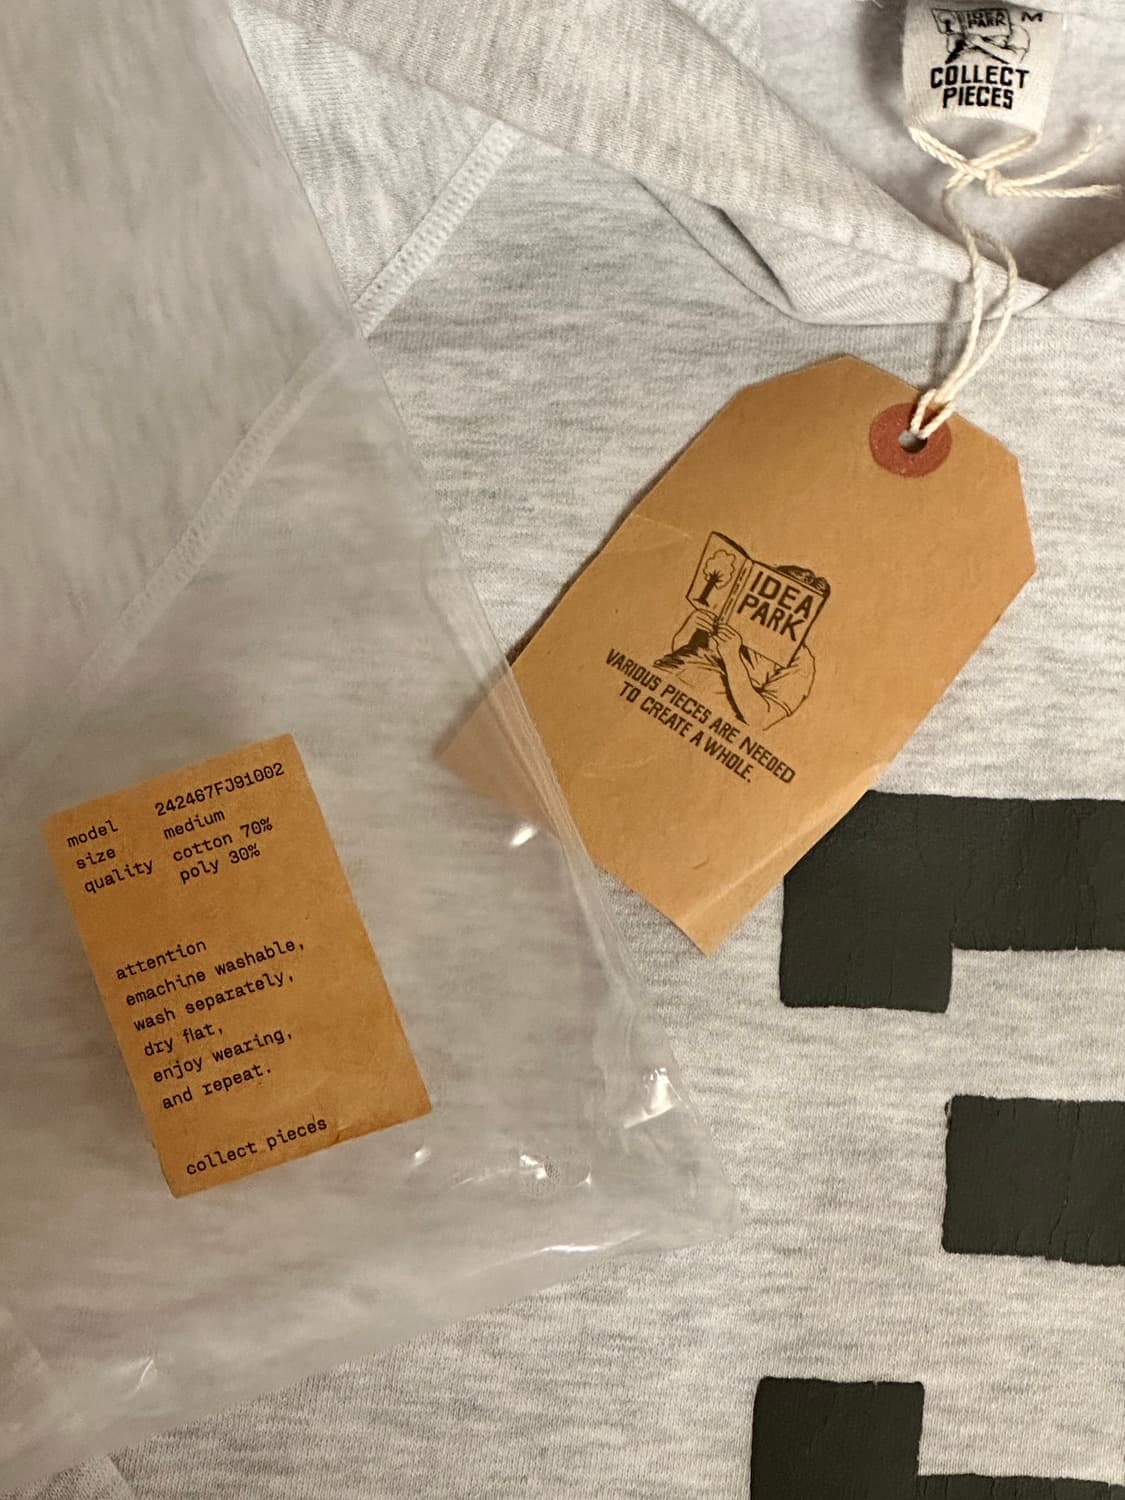 IDEA
PARK
M
COLLECT
PIECES
IDEA
PARK
VARIOUS PIECES ARE NEEDED
TO CREATE A WHOLE.
model 242467FJ91002
size medium
quality cotton 70%
poly 30%
attention
emachine washable,
wash separately,
dry flat,
enjoy wearing,
and repeat.
collect pieces